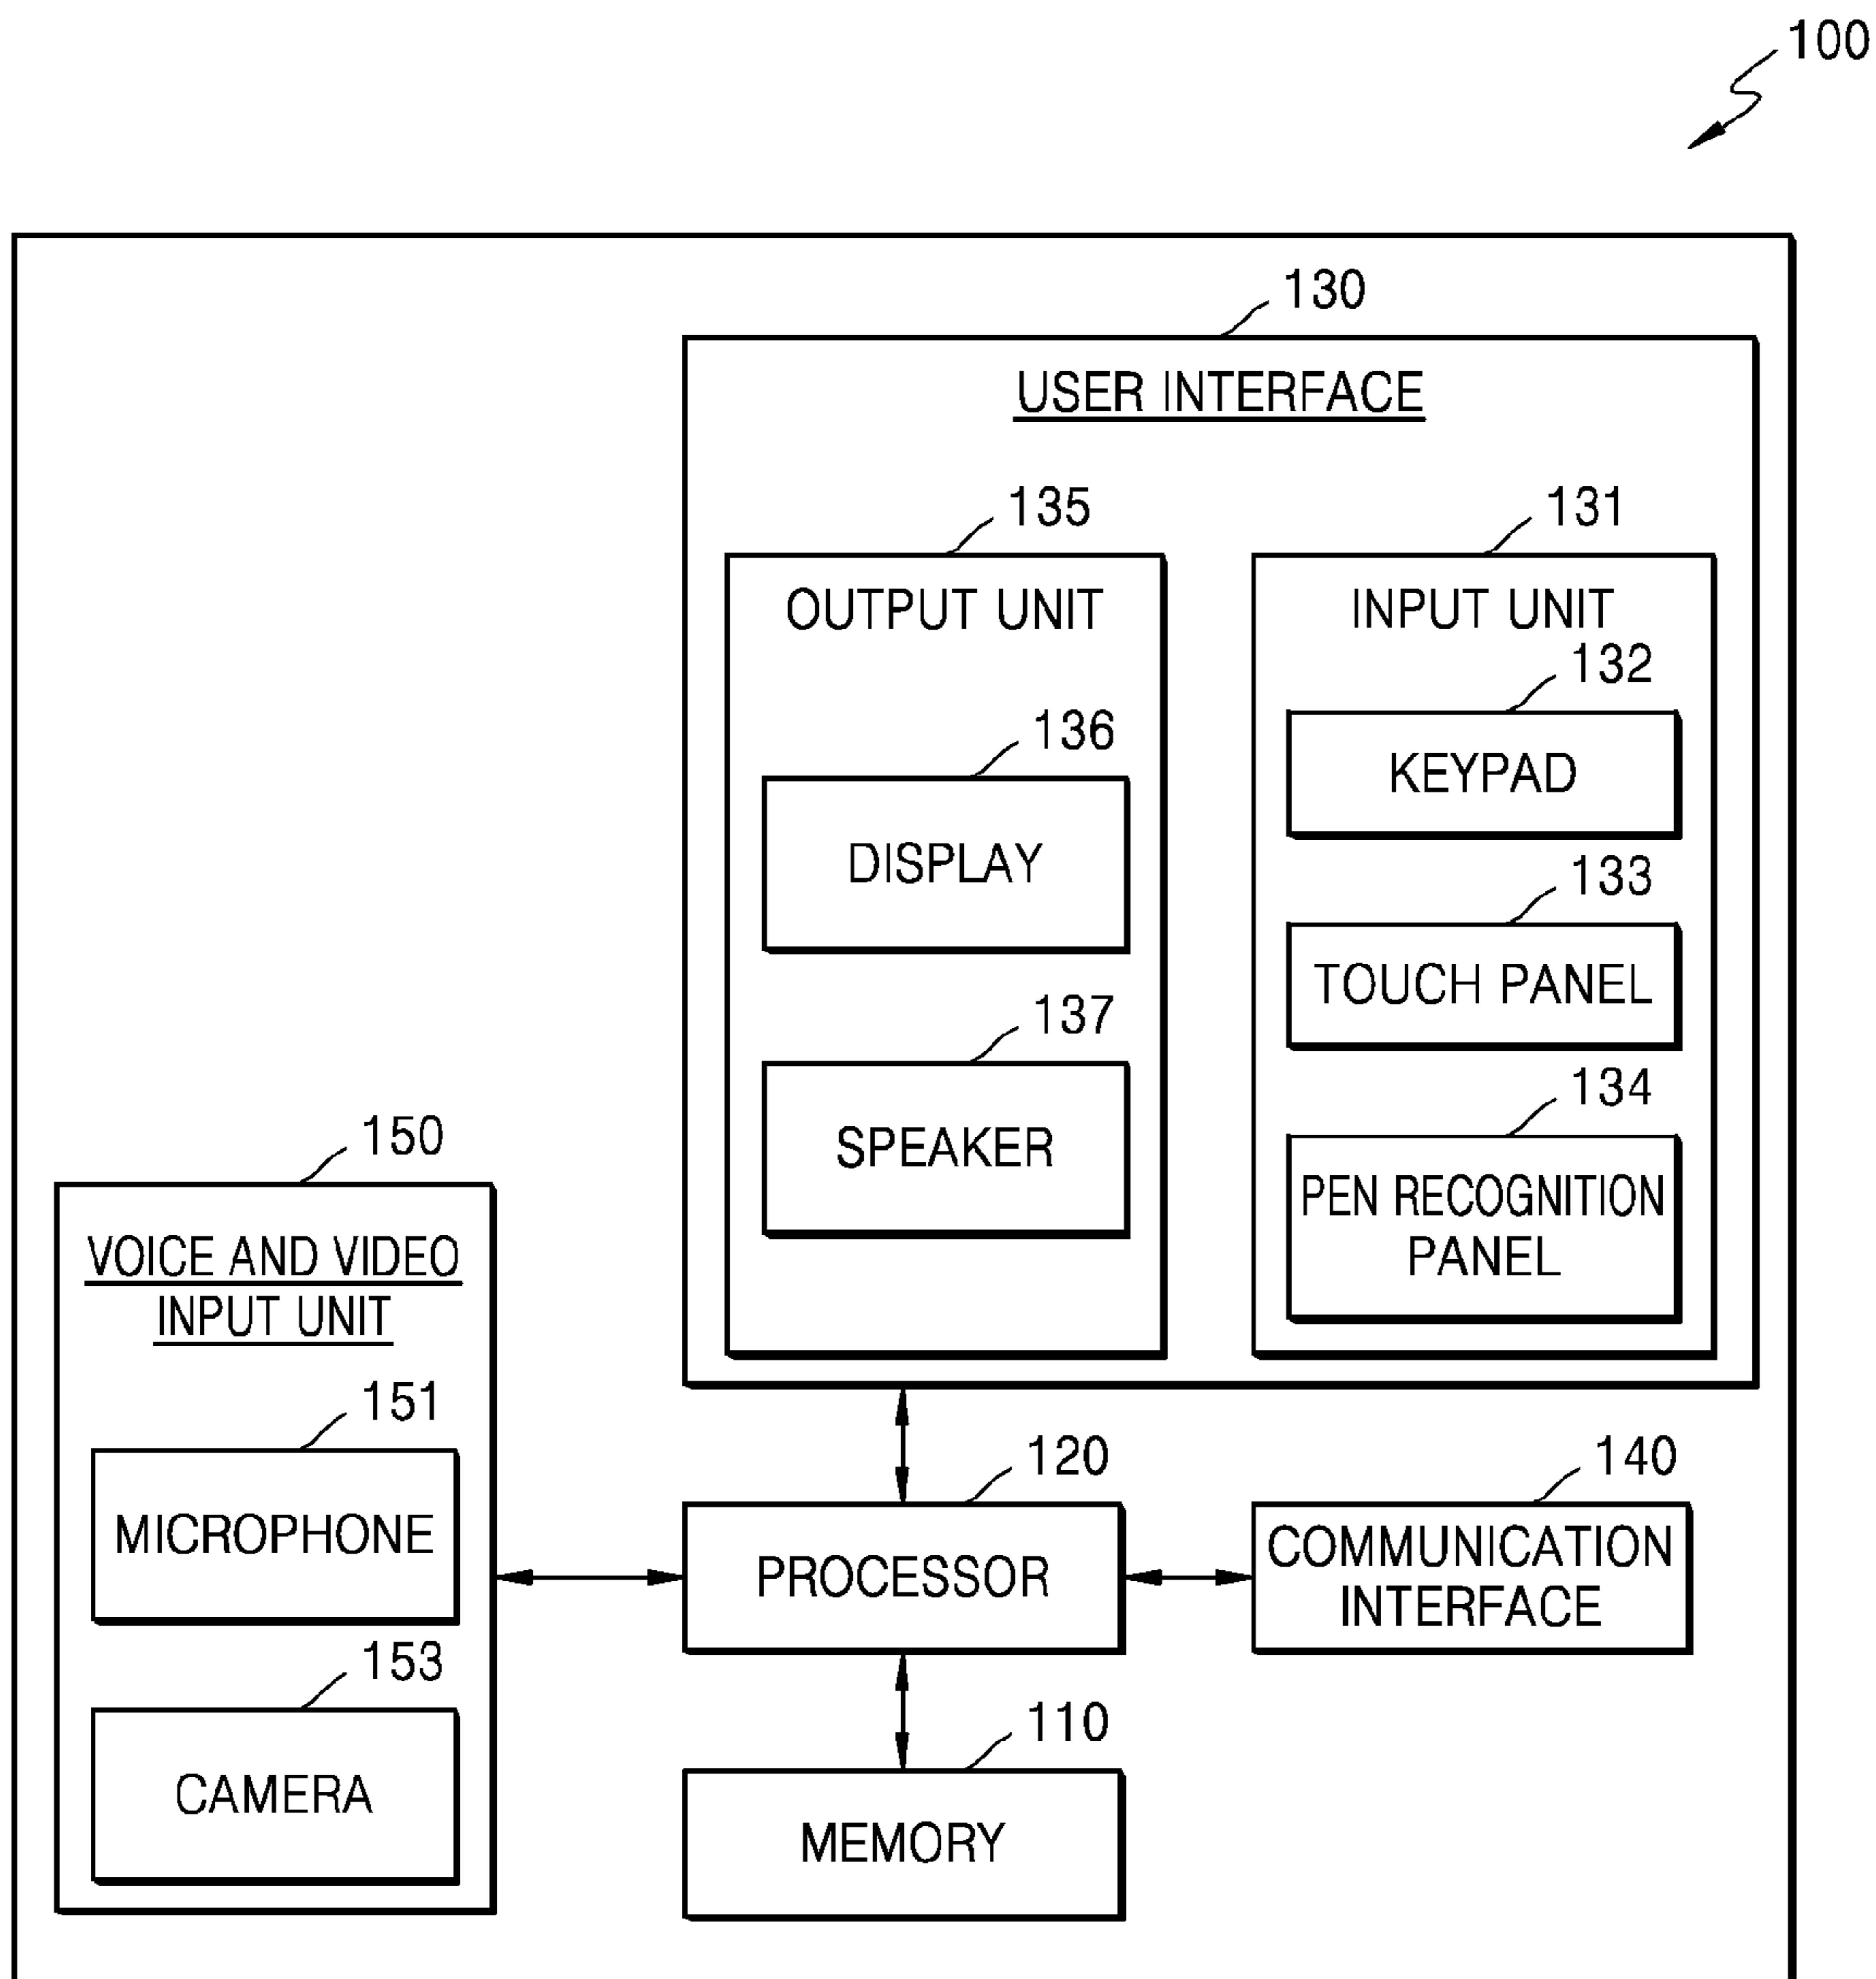 100
130
USER INTERFACE
135
OUTPUT UNIT
136
DISPLAY
137
SPEAKER
131
INPUT UNIT
132
KEYPAD
133
TOUCH PANEL
134
PEN RECOGNITION
PANEL
150
VOICE AND VIDEO
INPUT UNIT
151
MICROPHONE
153
CAMERA
120
PROCESSOR
140
COMMUNICATION
INTERFACE
110
MEMORY